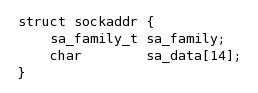 struct sockaddr {
    sa_family_t sa_family;
    char        sa_data[14];
}